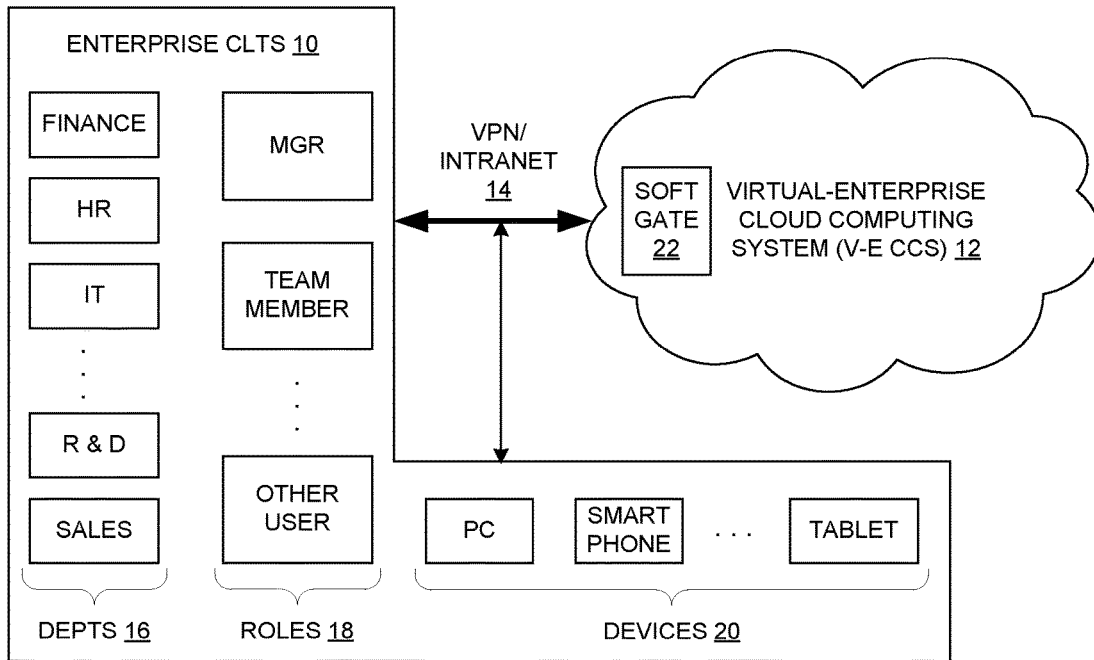 ENTERPRISE CLTS 10
FINANCE
HR
IT
R & D
SALES
DEPTS 16
MGR
TEAM
MEMBER
OTHER
USER
ROLES 18
PC
SMART
PHONE
. . .
TABLET
DEVICES 20
VPN/
INTRANET
14
SOFT
GATE
22
VIRTUAL-ENTERPRISE
CLOUD COMPUTING
SYSTEM (V-E CCS) 12